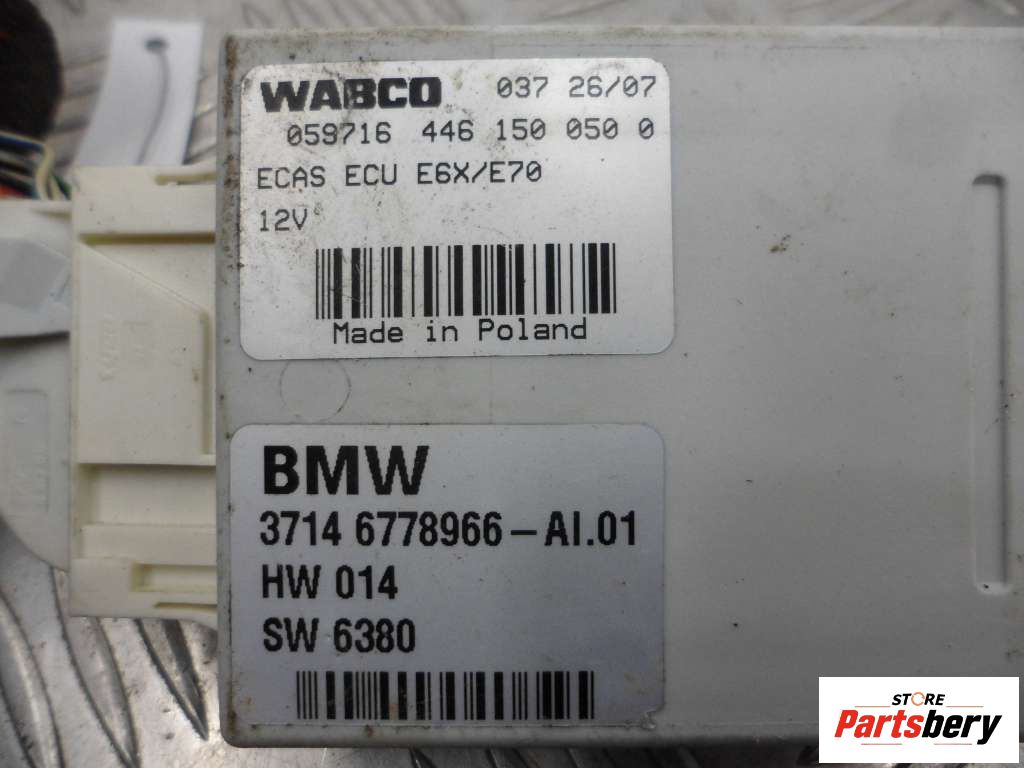 WABCO 037 26/07
059716 446 150 050 0
ECAS ECU E6X/E70
12V
Made in Poland
BMW
3714 6778966-AI.01
HW 014
SW 6380
STORE
Partsbery